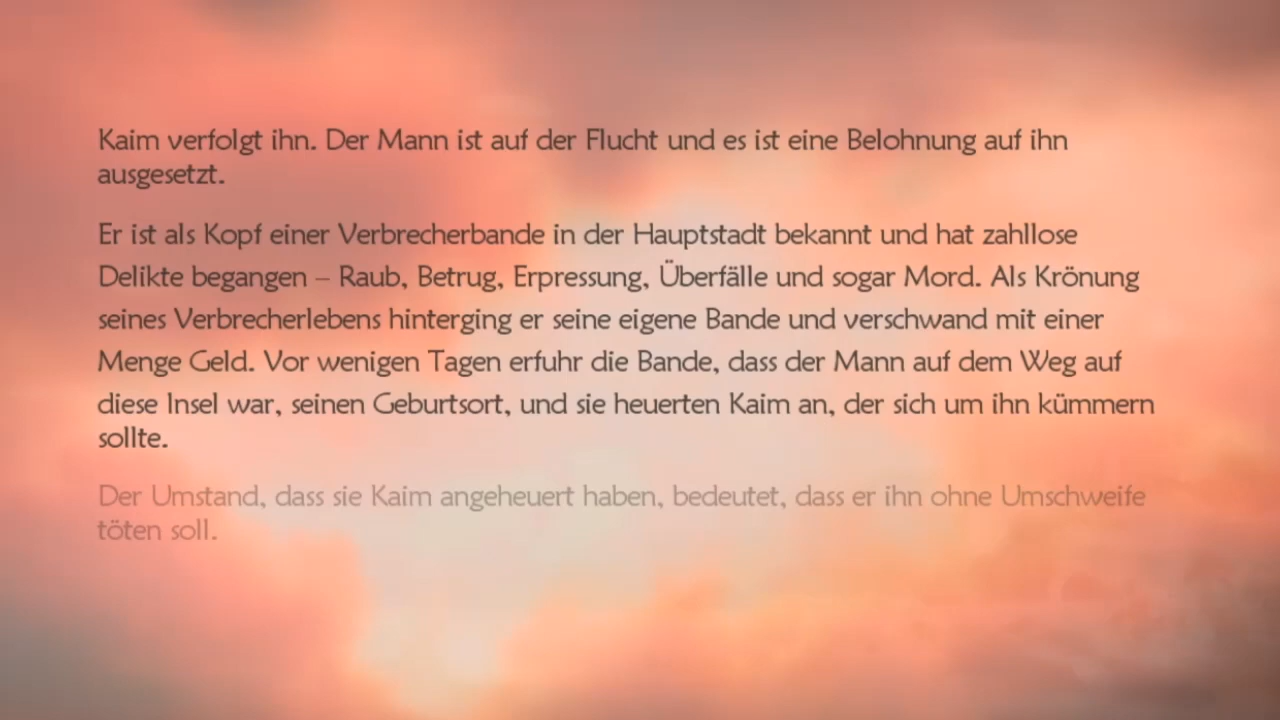 Kaim verfolgt ihn. Der Mann ist auf der Flucht und es ist eine Belohnung auf ihn
ausgesetzt.
Er ist als Kopf einer Verbrecherbande in der Hauptstadt bekannt und hat zahllose
Delikte begangen – Raub, Betrug, Erpressung, Überfälle und sogar Mord. Als Krönung
seines Verbrecherlebens hinterging er seine eigene Bande und verschwand mit einer
Menge Geld. Vor wenigen Tagen erfuhr die Bande, dass der Mann auf dem Weg auf
diese Insel war, seinen Geburtsort, und sie heuerten Kaim an, der sich um ihn kümmern
sollte.
Der Umstand, dass sie Kaim angeheuert haben, bedeutet, dass er ihn ohne Umschweife
töten soll.